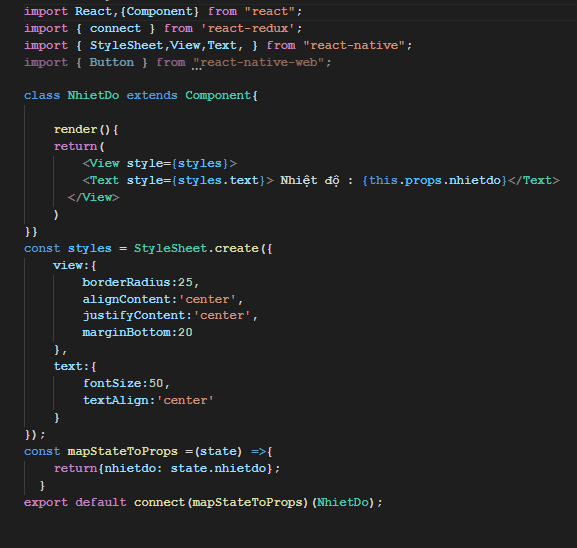 import React,{Component} from "react";
import { connect } from 'react-redux';
import { StyleSheet,View,Text, } from "react-native";
import { Button } from "react-native-web";
class NhietDo extends Component{
render(){
return(
<View style={styles}>
<Text style={styles.text}> Nhiệt độ : {this.props.nhietdo}</Text>
</View>
)
}}
const styles = StyleSheet.create({
view:{
borderRadius:25,
alignContent:'center',
justifyContent:'center',
marginBottom:20
},
text:{
fontSize:50,
textAlign:'center'
}
});
const mapStateToProps =(state) =>{
return{nhietdo: state.nhietdo};
}
export default connect(mapStateToProps)(NhietDo);